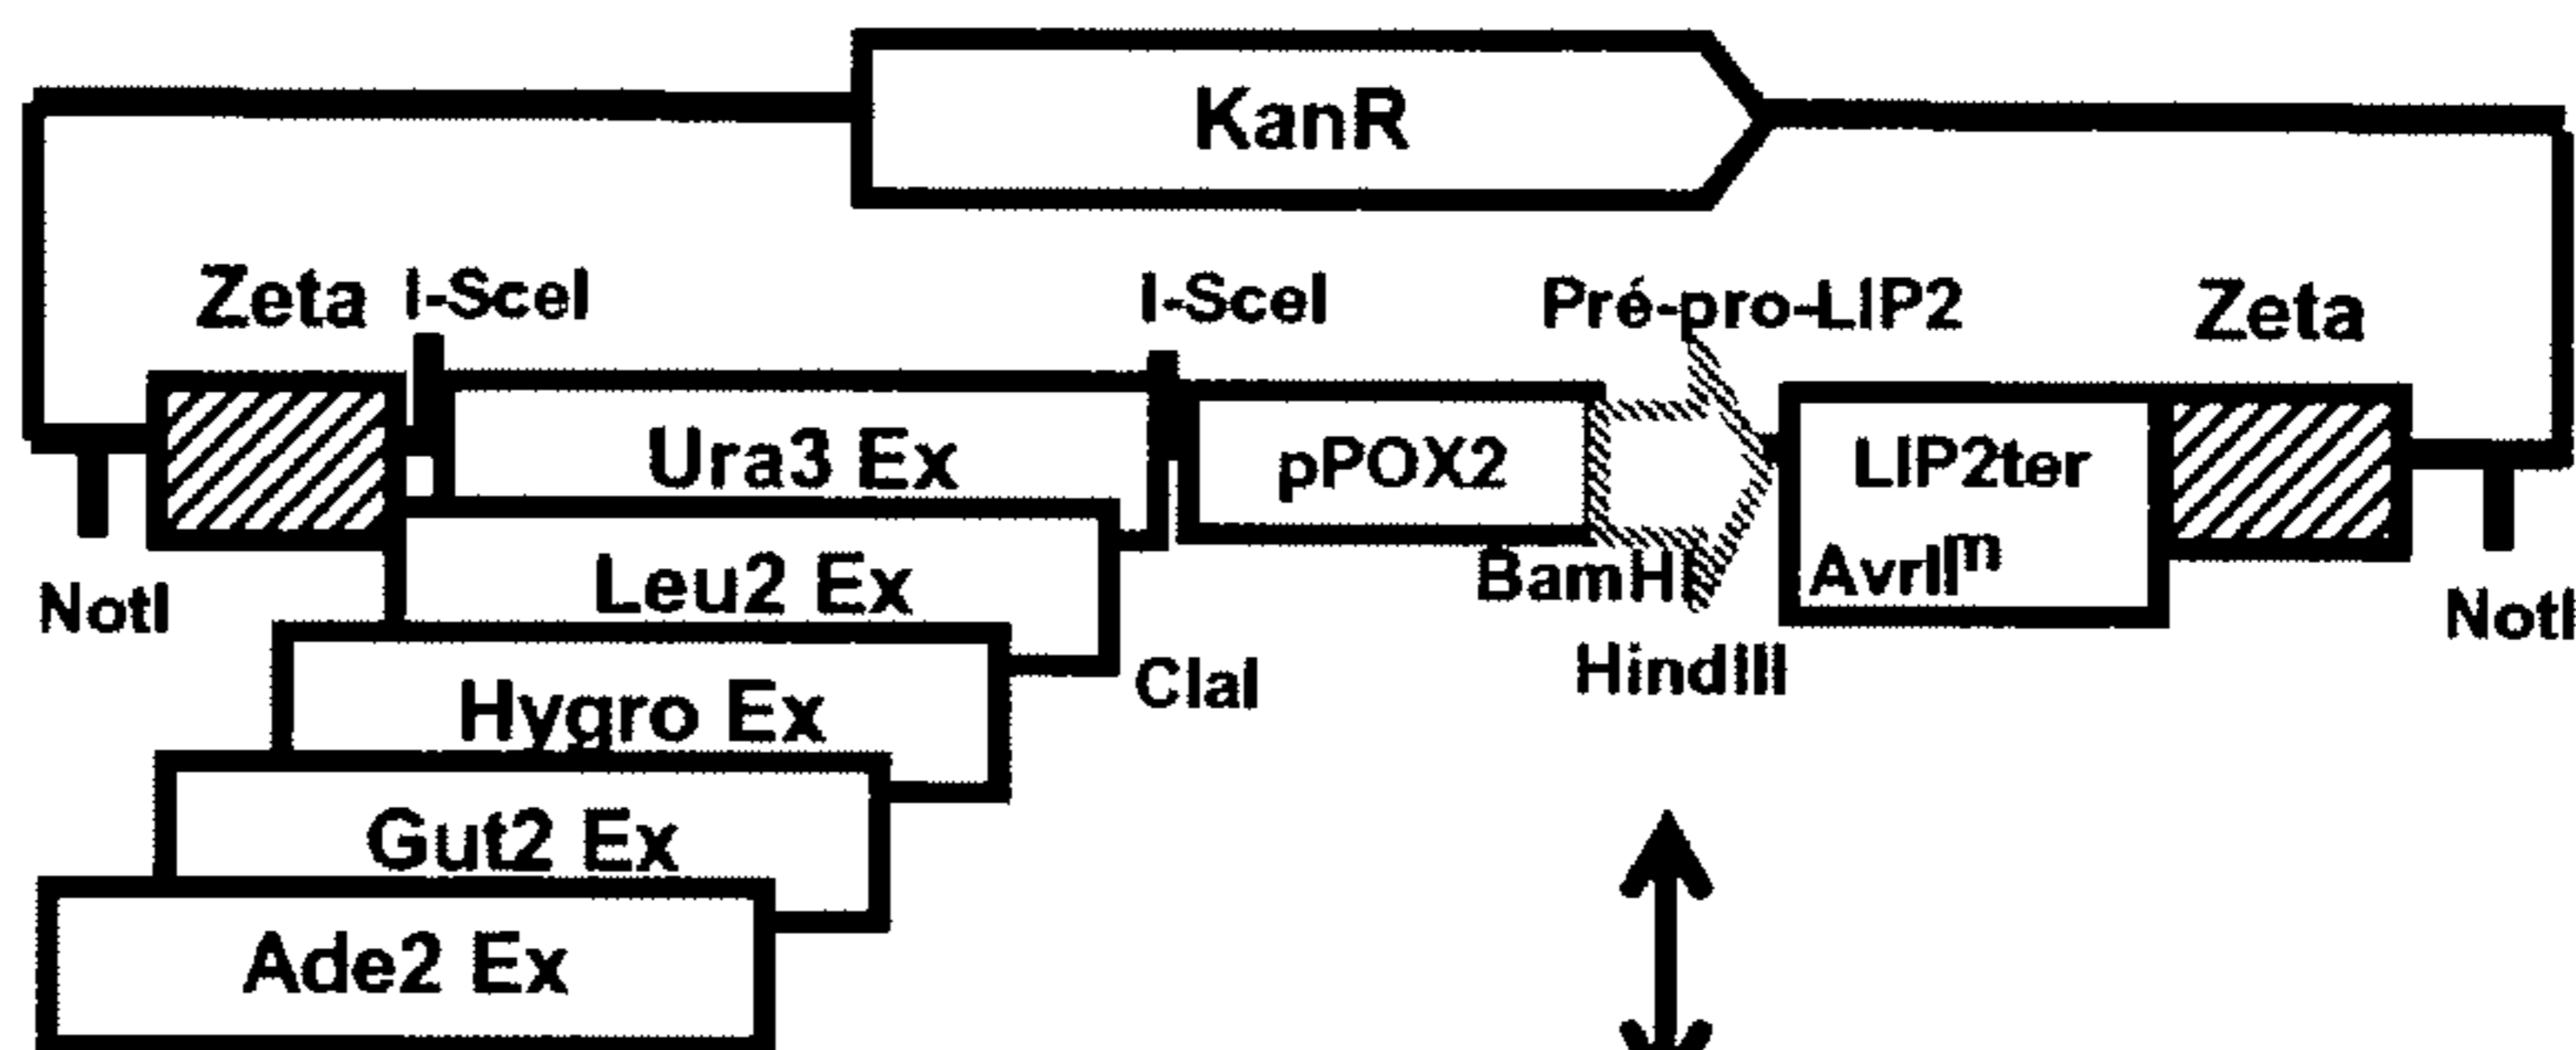 KanR
Zeta I-SceI I-SceI Pré-pro-LIP2 Zeta
Ura3 Ex pPOX2 LIP2ter
Leu2 Ex BamHI AvrII^m
NotI NotI
Hygro Ex ClaI HindIII
Gut2 Ex
Ade2 Ex